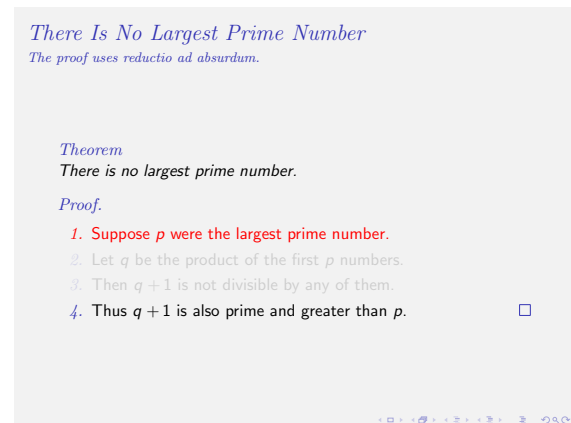 There Is No Largest Prime Number
The proof uses reductio ad absurdum.
Theorem
There is no largest prime number.
Proof.
1. Suppose p were the largest prime number.
2. Let q be the product of the first p numbers.
3. Then q + 1 is not divisible by any of them.
4. Thus q + 1 is also prime and greater than p.